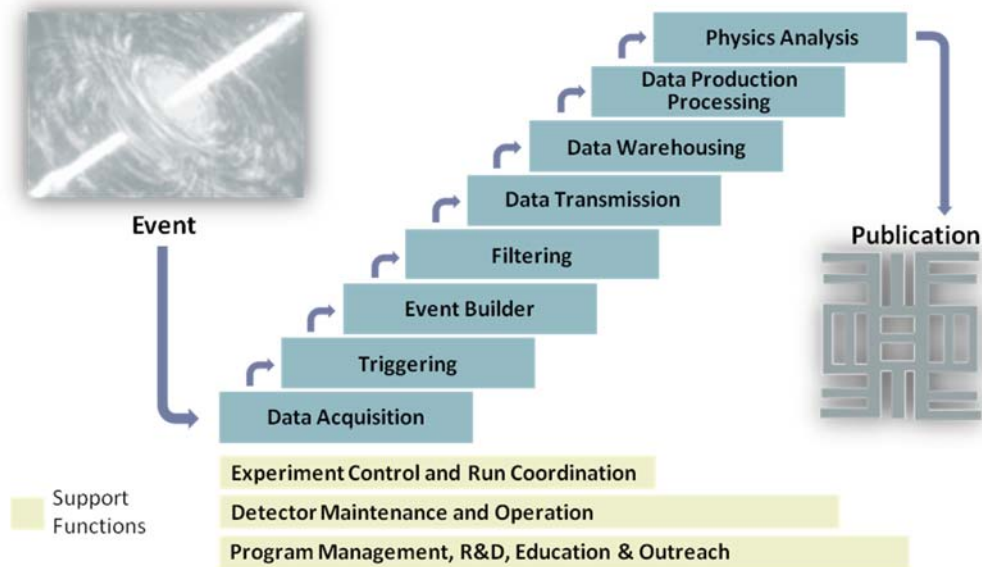 Physics Analysis
Data Production
Processing
Data Warehousing
Data Transmission
Event
Filtering
Publication
Event Builder
Triggering
Data Acquisition
Experiment Control and Run Coordination
Support
Functions
Detector Maintenance and Operation
Program Management, R&D, Education & Outreach